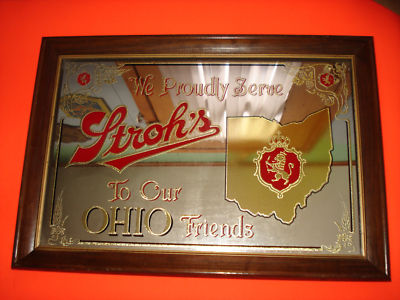 We Proudly Serve
Stroh's
To Our
OHIO Friends